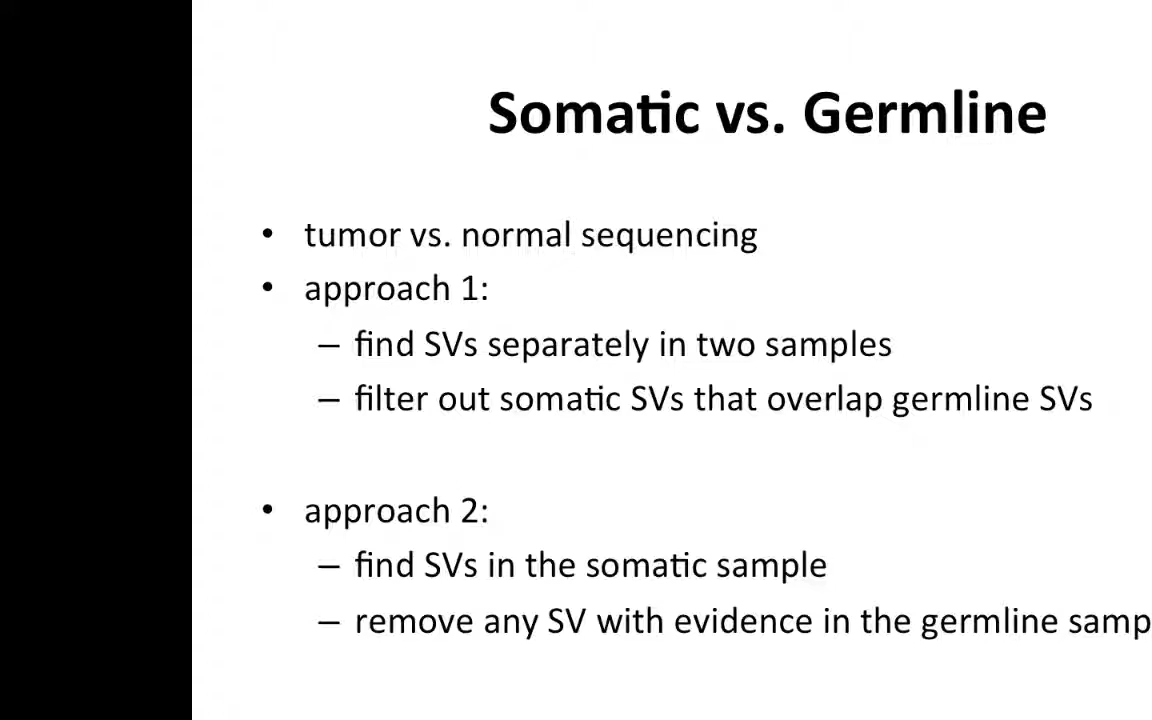 Somatic vs. Germline
• tumor vs. normal sequencing
• approach 1:
– find SVs separately in two samples
– filter out somatic SVs that overlap germline SVs
• approach 2:
– find SVs in the somatic sample
– remove any SV with evidence in the germline samp